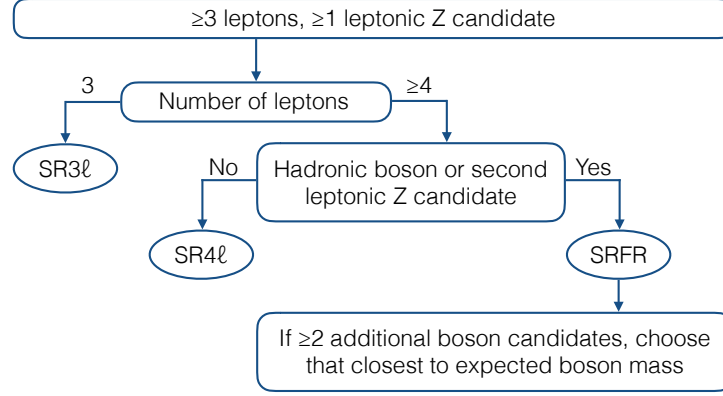 ≥3 leptons, ≥1 leptonic Z candidate
3
Number of leptons
≥4
SR3ℓ
No
Hadronic boson or second
leptonic Z candidate
Yes
SR4ℓ
SRFR
If ≥2 additional boson candidates, choose
that closest to expected boson mass